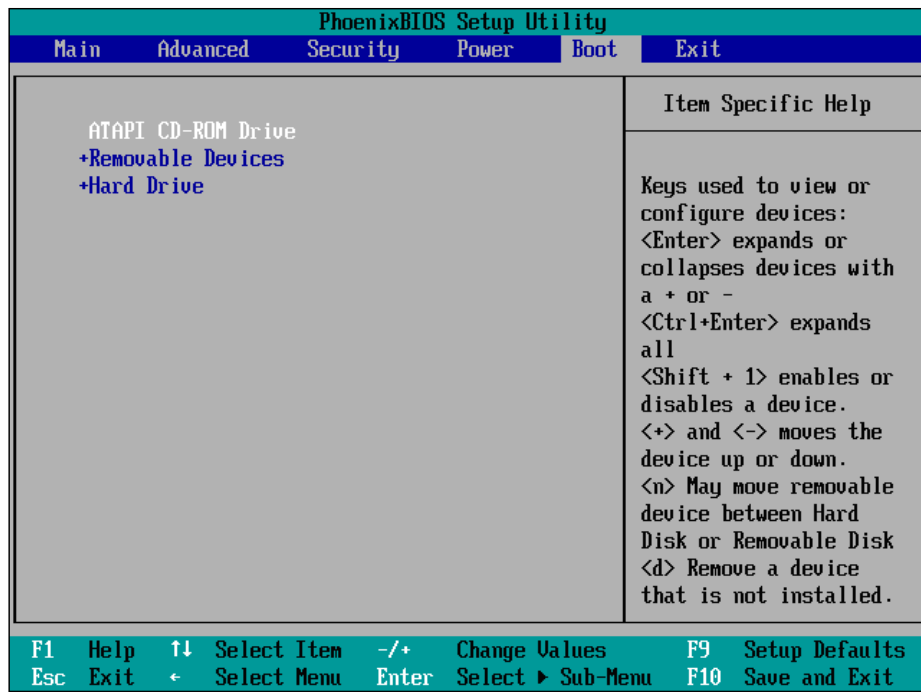 PhoenixBIOS Setup Utility
Main Advanced Security Power Boot Exit
ATAPI CD-ROM Drive
+Removable Devices
+Hard Drive
Item Specific Help
Keys used to view or
configure devices:
<Enter> expands or
collapses devices with
a + or -
<Ctrl+Enter> expands
all
<Shift + 1> enables or
disables a device.
<+> and <-> moves the
device up or down.
<n> May move removable
device between Hard
Disk or Removable Disk
<d> Remove a device
that is not installed.
F1 Help ↑↓ Select Item -/+ Change Values F9 Setup Defaults
Esc Exit ← Select Menu Enter Select ▶ Sub-Menu F10 Save and Exit